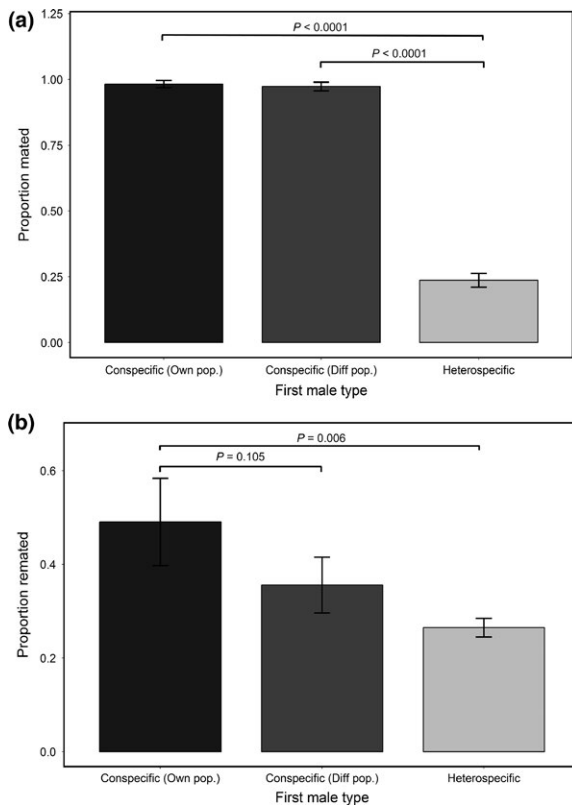 (a)
1.25
P < 0.0001
P < 0.0001
1.00
0.75
0.50
0.25
0.00
Proportion mated
Conspecific (Own pop.)
Conspecific (Diff pop.)
Heterospecific
First male type
(b)
P = 0.006
P = 0.105
0.6
0.4
0.2
0.0
Proportion remated
Conspecific (Own pop.)
Conspecific (Diff pop.)
Heterospecific
First male type